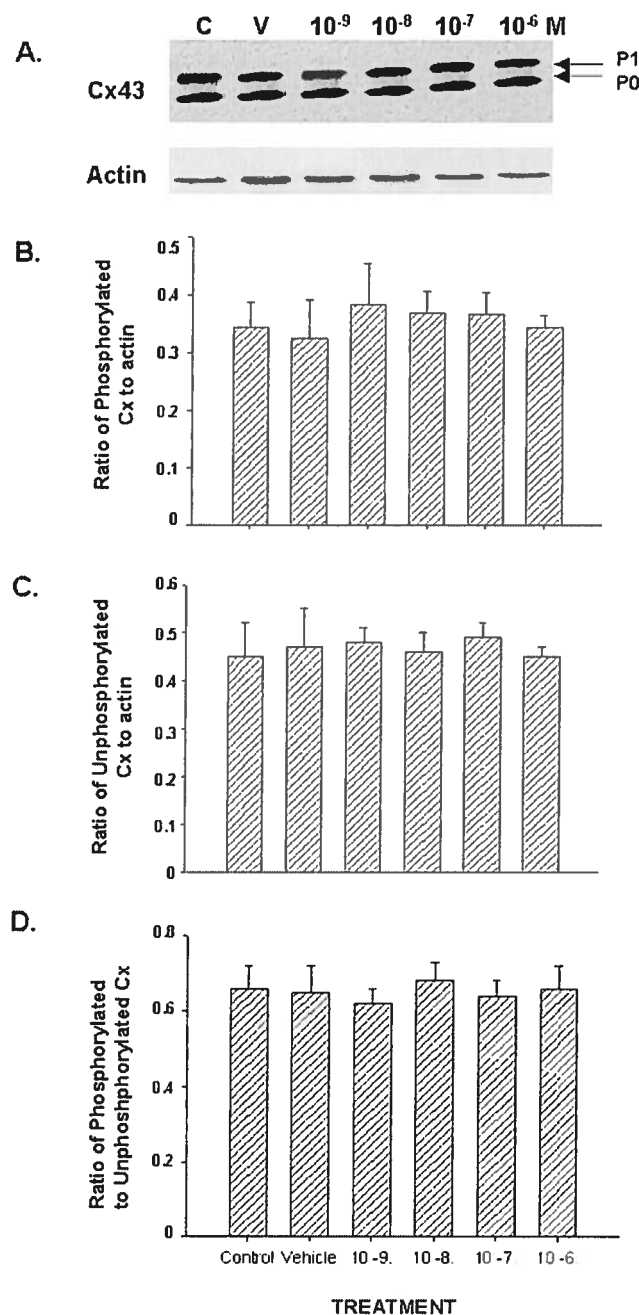 A.
C V 10⁻⁹ 10⁻⁸ 10⁻⁷ 10⁻⁶ M
Cx43
P1
P0
Actin
B.
Ratio of Phosphorylated
Cx to actin
0.5
0.4
0.3
0.2
0.1
0
C.
Ratio of Unphosphorylated
Cx to actin
0.6
0.5
0.4
0.3
0.2
0.1
0
D.
Ratio of Phosphorylated
to Unphoshphorylated Cx
0.8
0.6
0.4
0.2
0
Control Vehicle 10 -9. 10 -8. 10 -7. 10 -6.
TREATMENT